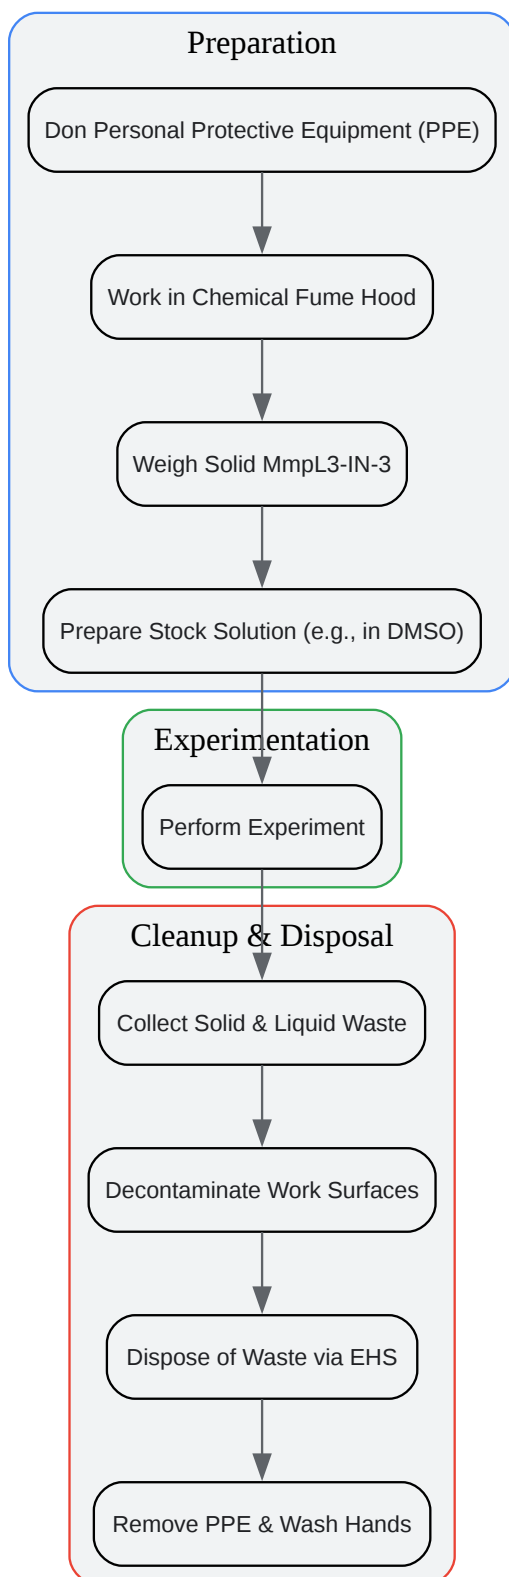 Preparation
Don Personal Protective Equipment (PPE)
Work in Chemical Fume Hood
Weigh Solid MmpL3-IN-3
Prepare Stock Solution (e.g., in DMSO)
Experimentation
Perform Experiment
Cleanup & Disposal
Collect Solid & Liquid Waste
Decontaminate Work Surfaces
Dispose of Waste via EHS
Remove PPE & Wash Hands